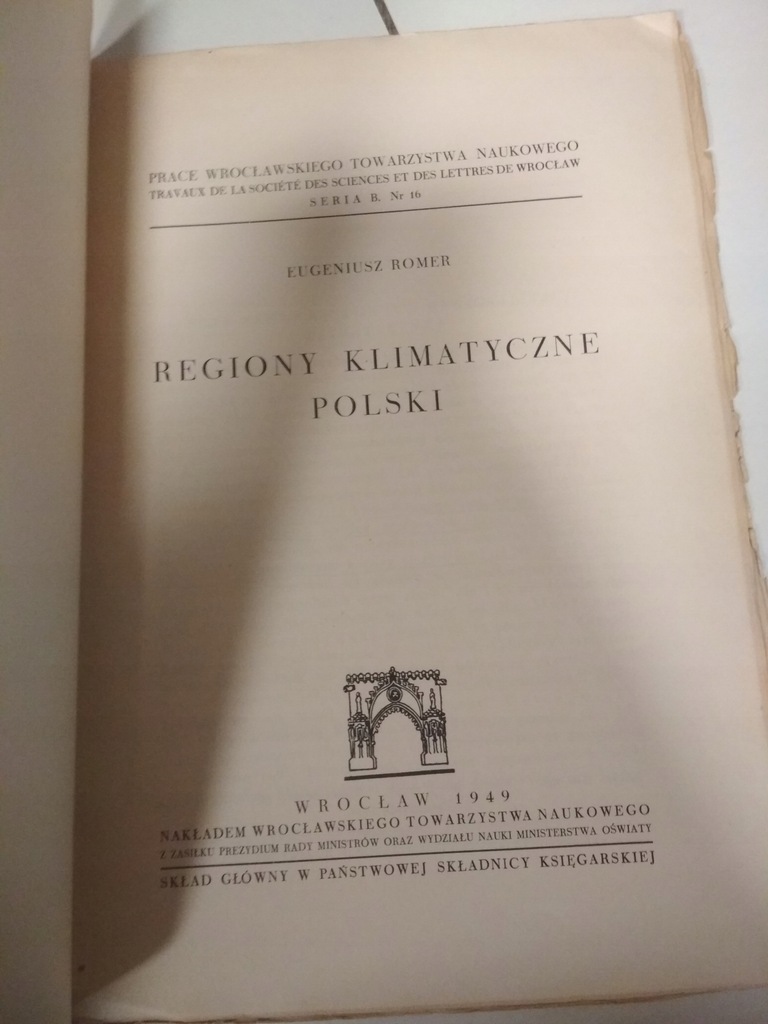 PRACE WROCŁAWSKIEGO TOWARZYSTWA NAUKOWEGO
TRAVAUX DE LA SOCIÉTÉ DES SCIENCES ET DES LETTRES DE WROCŁAW
SERIA B. Nr 16
EUGENIUSZ ROMER
REGIONY KLIMATYCZNE
POLSKI
WROCŁAW 1949
NAKŁADEM WROCŁAWSKIEGO TOWARZYSTWA NAUKOWEGO
Z ZASIŁKU PREZYDIUM RADY MINISTRÓW ORAZ WYDZIAŁU NAUKI MINISTERSTWA OŚWIATY
SKŁAD GŁÓWNY W PAŃSTWOWEJ SKŁADNICY KSIĘGARSKIEJ